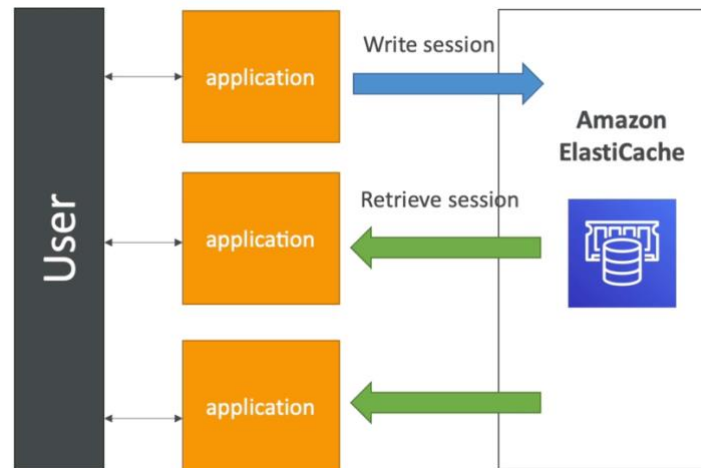 User
application
Write session
Amazon
ElastiCache
application
Retrieve session
application